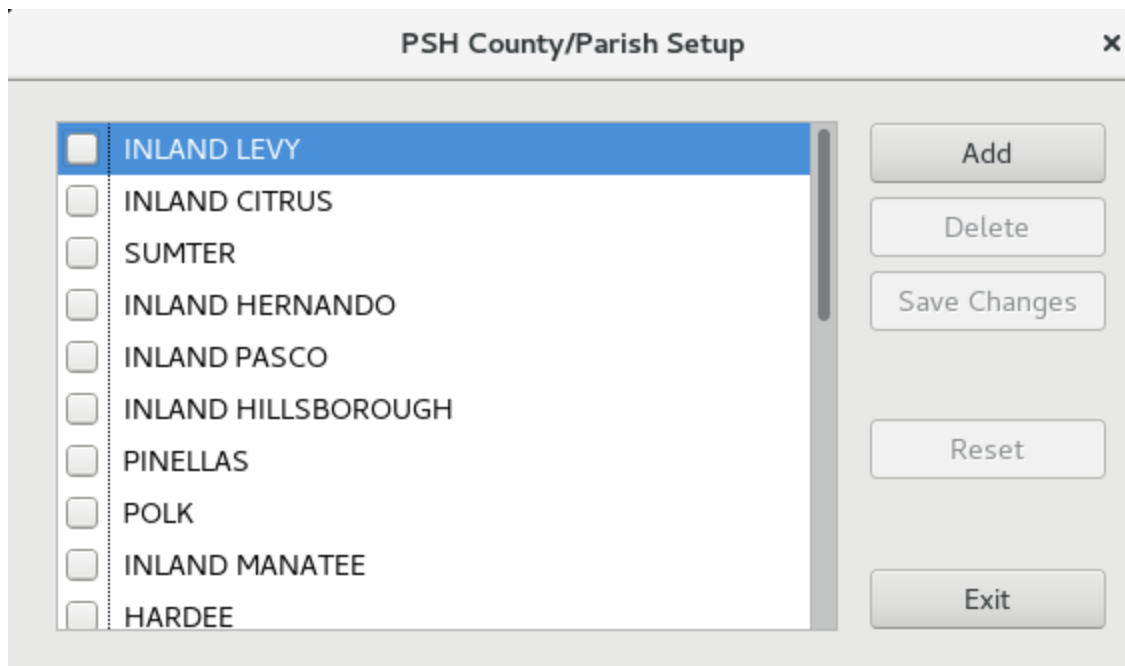 PSH County/Parish Setup
INLAND LEVY
INLAND CITRUS
SUMTER
INLAND HERNANDO
INLAND PASCO
INLAND HILLSBOROUGH
PINELLAS
POLK
INLAND MANATEE
HARDEE
Add
Delete
Save Changes
Reset
Exit